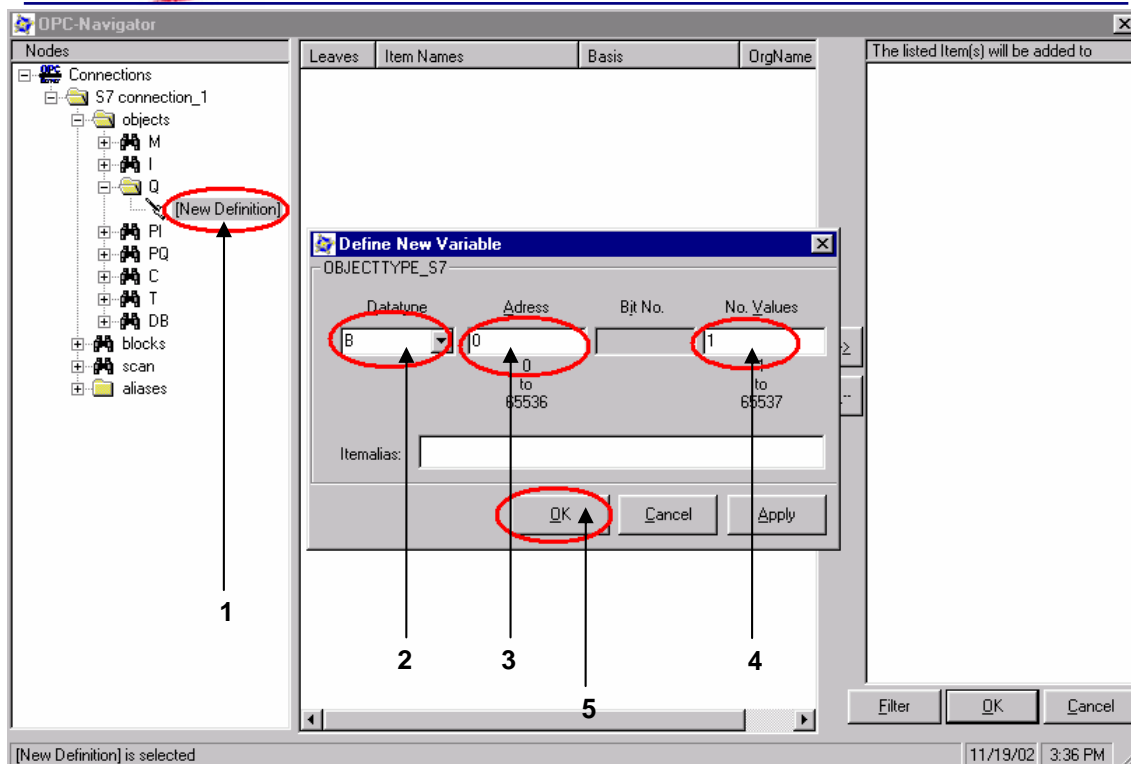 OPC-Navigator
Nodes
Leaves Item Names Basis OrgName
The listed Item(s) will be added to
OPC
Connections
S7 connection_1
objects
M
I
Q
[New Definition]
PI
PQ
C
T
DB
blocks
scan
aliases
Define New Variable
OBJECTTYPE_S7
Datatype Adress Bit No. No. Values
B 0 1
0 1
to to
65536 65537
Itemalias:
OK Cancel Apply
1
2 3 4
5
Filter OK Cancel
[New Definition] is selected 11/19/02 3:36 PM